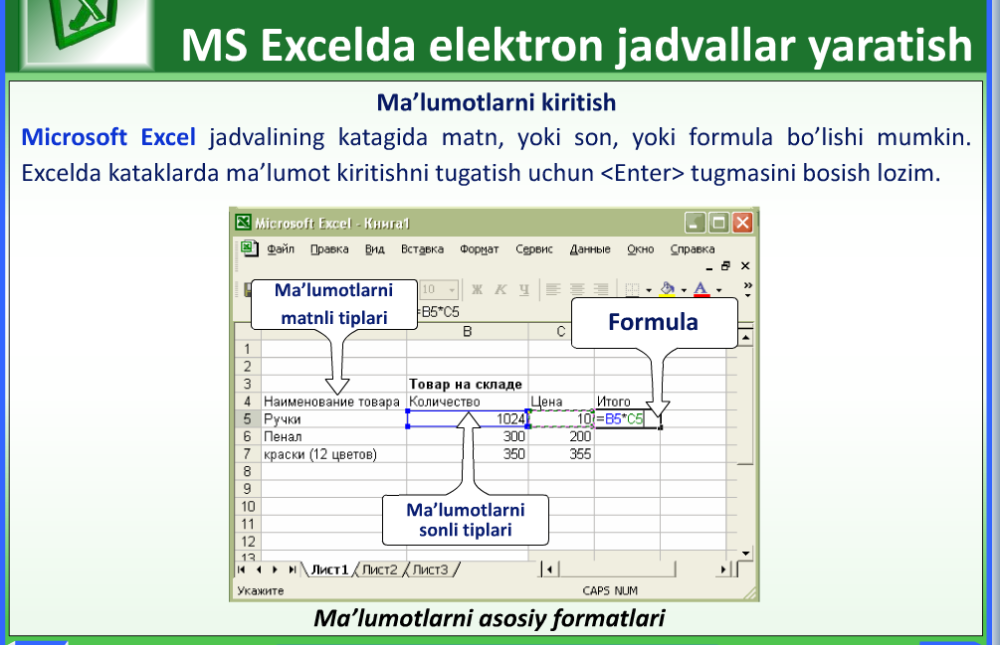 MS Excelda elektron jadvallar yaratish
Ma’lumotlarni kiritish
Microsoft Excel jadvalining katagida matn, yoki son, yoki formula bo’lishi mumkin.
Excelda kataklarda ma’lumot kiritishni tugatish uchun <Enter> tugmasini bosish lozim.
Microsoft Excel - Книга1
Файл Правка Вид Вставка Формат Сервис Данные Окно Справка
10 Ж К Ч A
Ma’lumotlarni
matnli tiplari
=B5*C5
Formula
B C
1
2
3 Товар на складе
4 Наименование товара Количество Цена Итого
5 Ручки 1024 10 =B5*C5
6 Пенал 300 200
7 краски (12 цветов) 350 355
8
9
10
11
12
13
Ma’lumotlarni
sonli tiplari
Лист1 Лист2 Лист3
Укажите CAPS NUM
Ma’lumotlarni asosiy formatlari